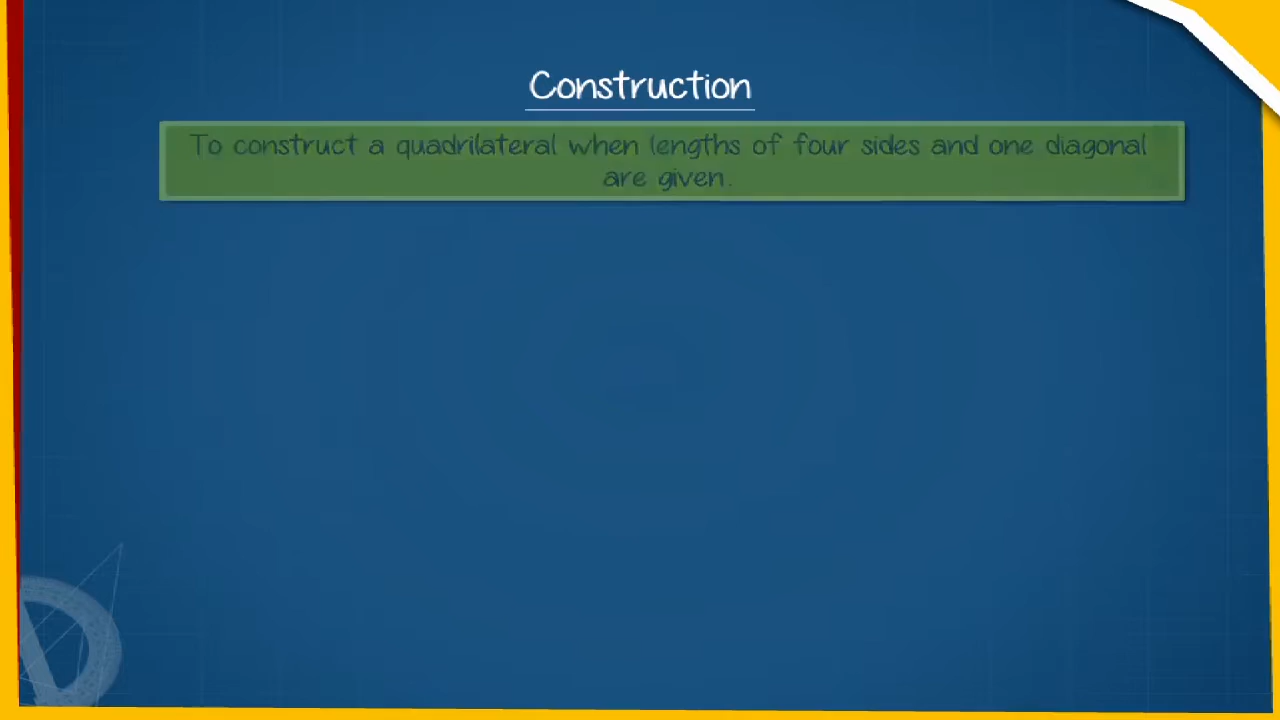 Construction
To construct a quadrilateral when lengths of four sides and one diagonal
are given.